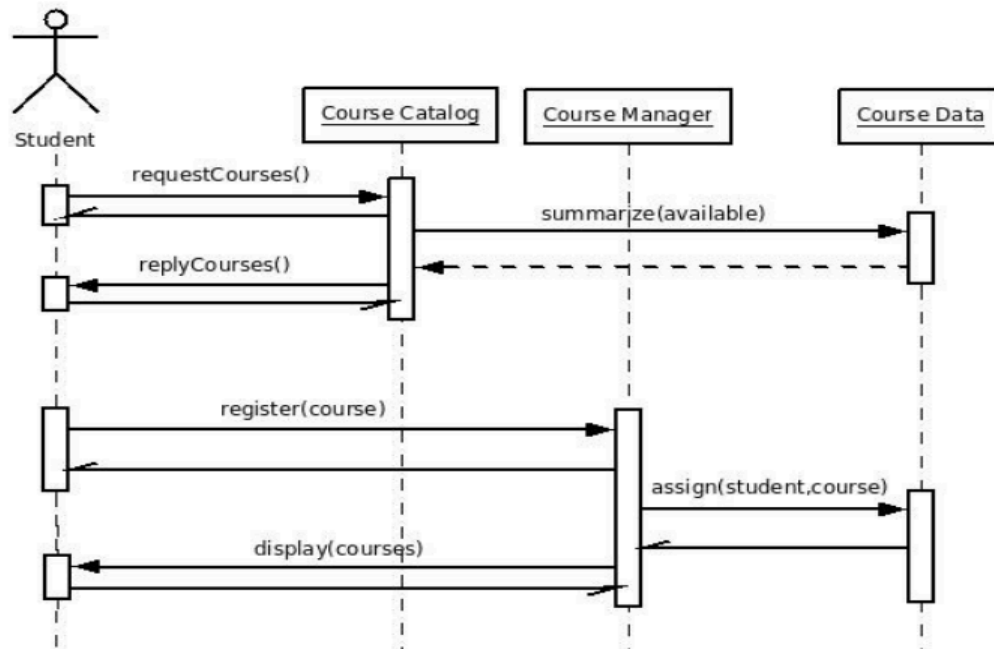 Course Catalog
Course Manager
Course Data
Student
requestCourses()
summarize(available)
replyCourses()
register(course)
assign(student,course)
display(courses)